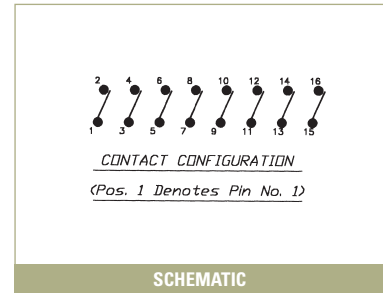 2 4 6 8 10 12 14 16
1 3 5 7 9 11 13 15
CONTACT CONFIGURATION
(Pos. 1 Denotes Pin No. 1)
SCHEMATIC